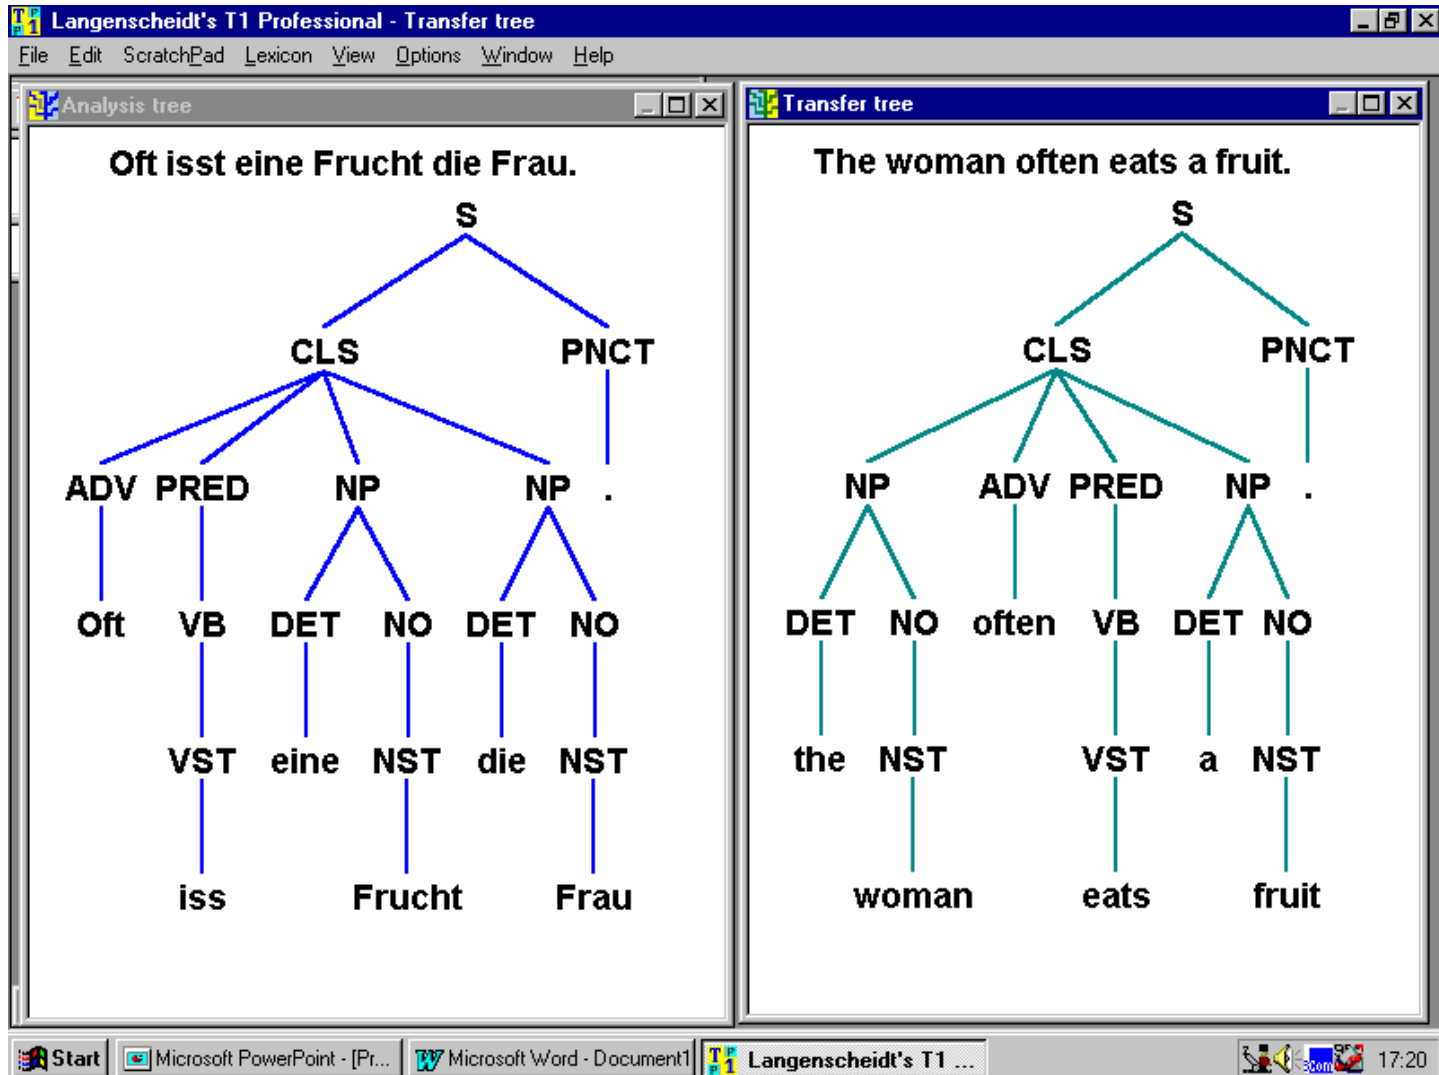 Langenscheidt's T1 Professional - Transfer tree
File Edit ScratchPad Lexicon View Options Window Help
Analysis tree
Oft isst eine Frucht die Frau.
S
CLS PNCT
ADV PRED NP NP .
Oft VB DET NO DET NO
VST eine NST die NST
iss Frucht Frau
Transfer tree
The woman often eats a fruit.
S
CLS PNCT
NP ADV PRED NP .
DET NO often VB DET NO
the NST VST a NST
woman eats fruit
Start Microsoft PowerPoint - [Pr... Microsoft Word - Document1 Langenscheidt's T1 ... 3Com 17:20